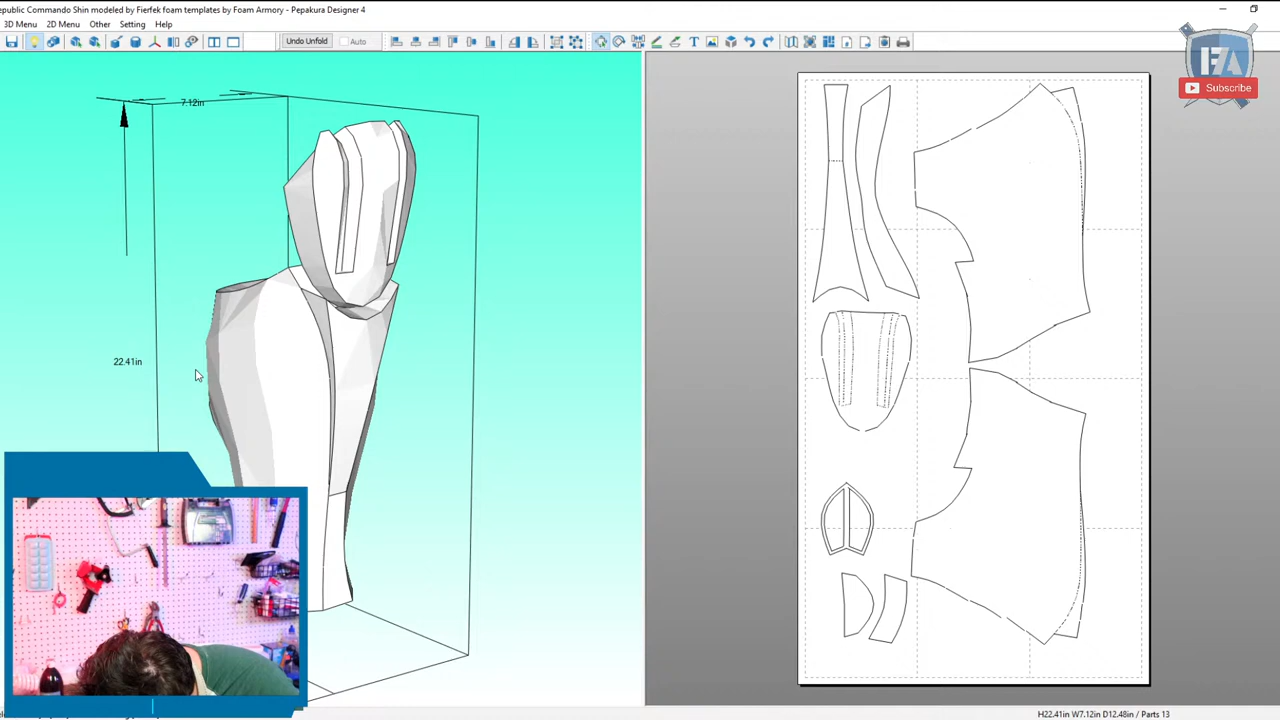 epublic Commando Shin modeled by Fierfek foam templates by Foam Armory - Pepakura Designer 4
3D Menu 2D Menu Other Setting Help
Undo Unfold Auto
FA
Subscribe
7.12in
22.41in
H22.41in W7.12in D12.48in / Parts 13